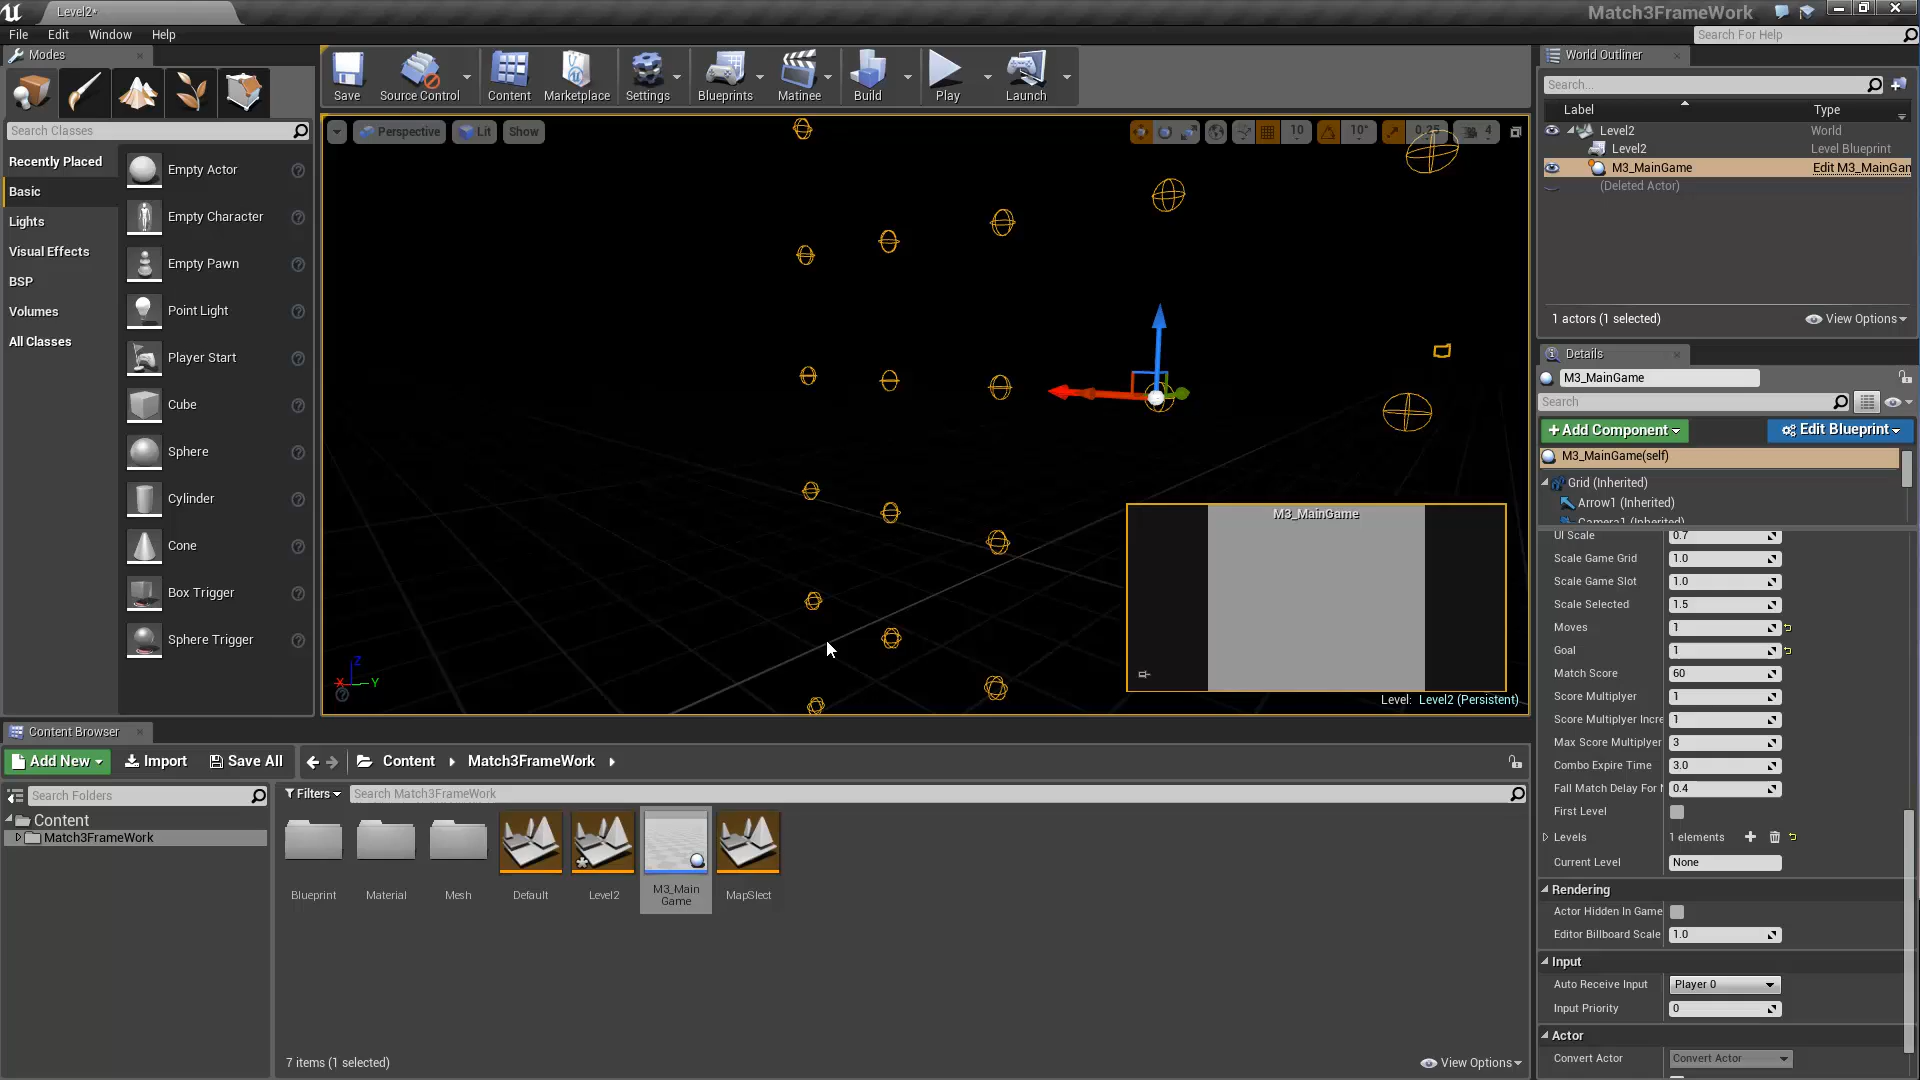 Level2*
Match3FrameWork
File Edit Window Help
Search For Help
Modes
Search Classes
Recently Placed
Basic
Lights
Visual Effects
BSP
Volumes
All Classes
Empty Actor
Empty Character
Empty Pawn
Point Light
Player Start
Cube
Sphere
Cylinder
Cone
Box Trigger
Sphere Trigger
Save Source Control Content Marketplace Settings Blueprints Matinee Build Play Launch
Perspective Lit Show
10 10° 0.25 4
M3_MainGame
Level: Level2 (Persistent)
Z
X Y
World Outliner
Search...
Label Type
Level2 World
Level2 Level Blueprint
M3_MainGame Edit M3_MainGan
(Deleted Actor)
1 actors (1 selected) View Options
Details
M3_MainGame
Search
+Add Component Edit Blueprint
M3_MainGame(self)
Grid (Inherited)
Arrow1 (Inherited)
Camera1 (Inherited)
UI Scale 0.7
Scale Game Grid 1.0
Scale Game Slot 1.0
Scale Selected 1.5
Moves 1
Goal 1
Match Score 60
Score Multiplyer 1
Score Multiplyer Incre 1
Max Score Multiplyer 3
Combo Expire Time 3.0
Fall Match Delay For 0.4
First Level
Levels 1 elements
Current Level None
Rendering
Actor Hidden In Game
Editor Billboard Scale 1.0
Input
Auto Receive Input Player 0
Input Priority 0
Actor
Convert Actor Convert Actor
Content Browser
Add New Import Save All Content Match3FrameWork
Search Folders
Content
Match3FrameWork
Filters Search Match3FrameWork
Blueprint
Material
Mesh
Default
Level2
M3_Main
Game
MapSlect
7 items (1 selected) View Options